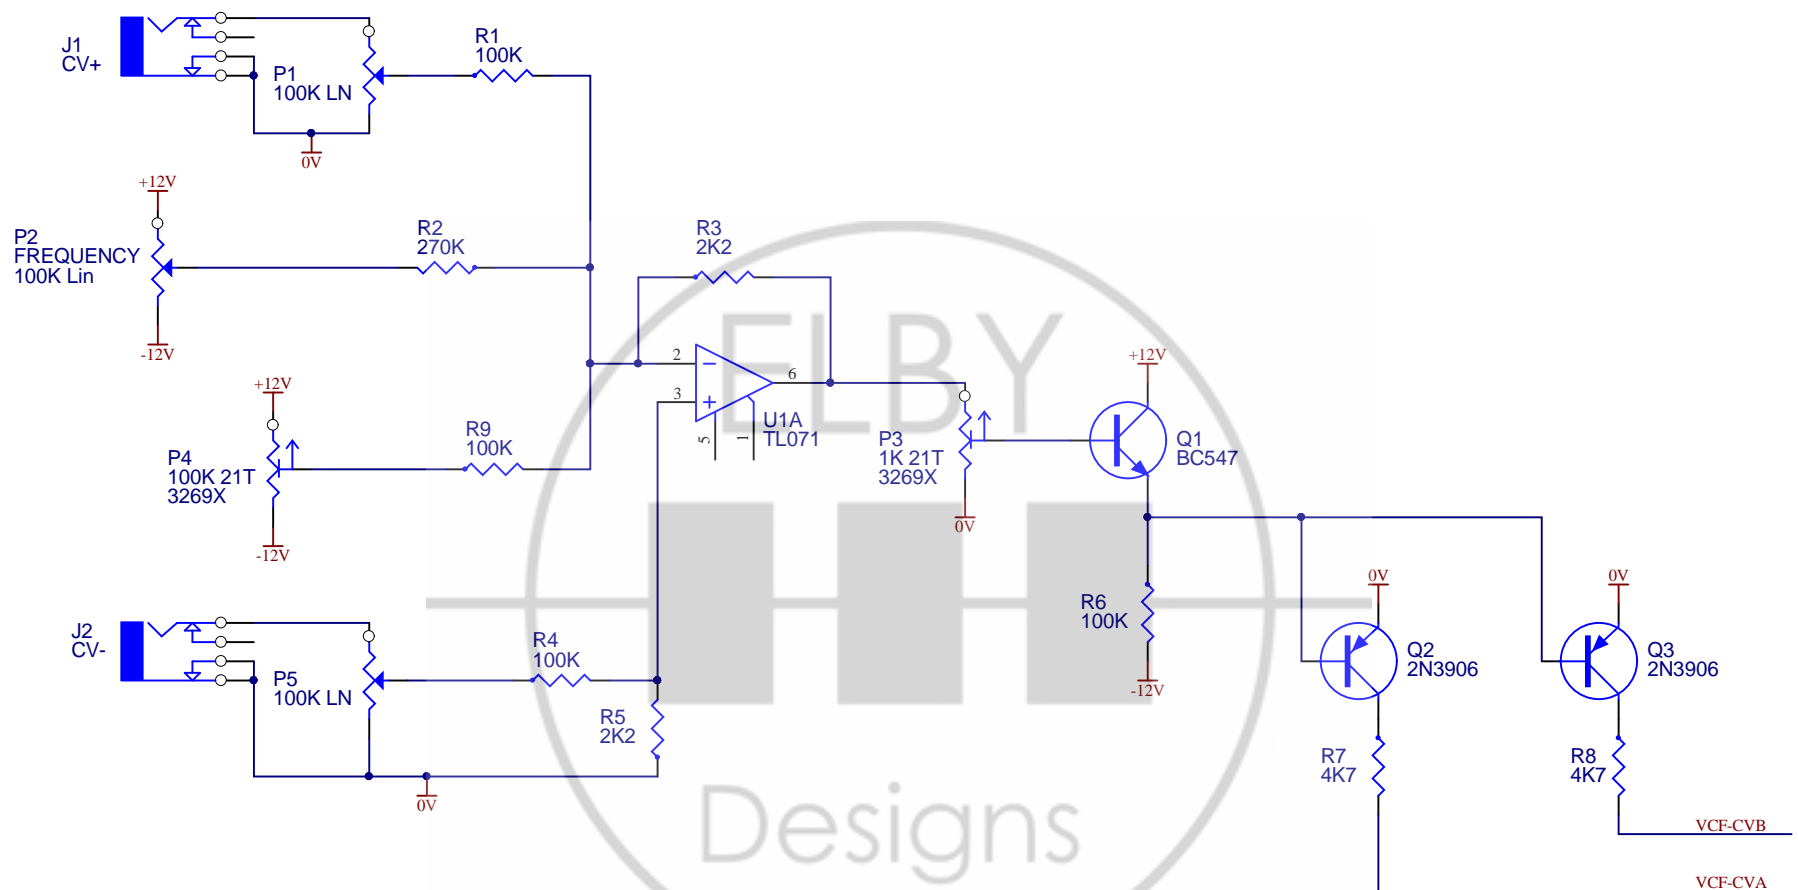 J1
CV+
P1
100K LN
R1
100K
0V
+12V
P2
FREQUENCY
100K Lin
-12V
R2
270K
R3
2K2
ELBY
2
3
6
5
1
U1A
TL071
+12V
P4
100K 21T
3269X
-12V
R9
100K
P3
1K 21T
3269X
0V
+12V
Q1
BC547
R6
100K
-12V
0V
Q2
2N3906
0V
Q3
2N3906
J2
CV-
P5
100K LN
R4
100K
R5
2K2
0V
R7
4K7
R8
4K7
Designs
VCF-CVB
VCF-CVA